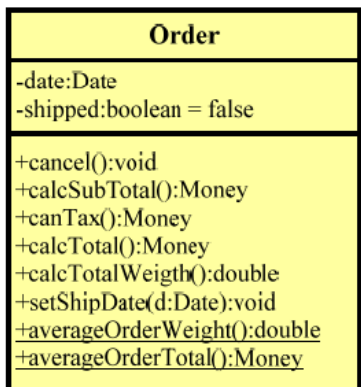 Order
-date:Date
-shipped:boolean = false
+cancel():void
+calcSubTotal():Money
+canTax():Money
+calcTotal():Money
+calcTotalWeigth():double
+setShipDate(d:Date):void
+averageOrderWeight():double
+averageOrderTotal():Money